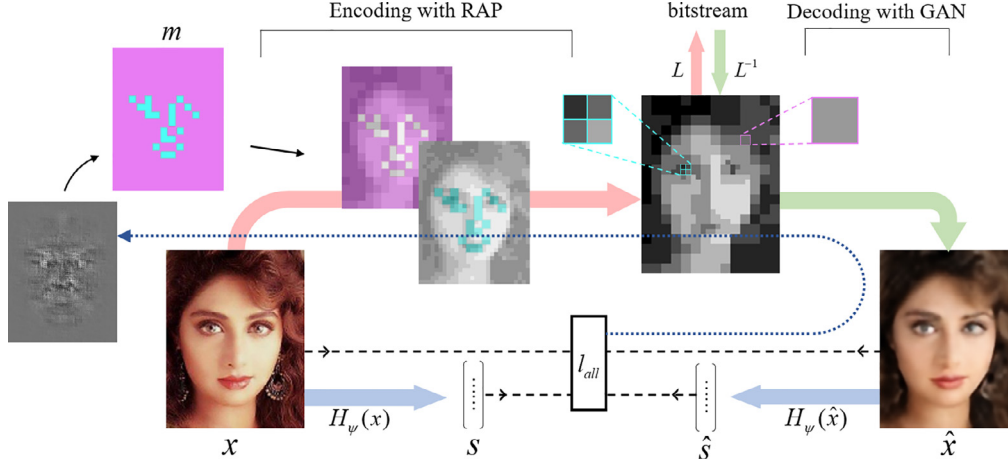 Encoding with RAP
bitstream
Decoding with GAN
m
L
L⁻¹
l_all
H_ψ(x)
H_ψ(x̂)
x
s
ŝ
x̂